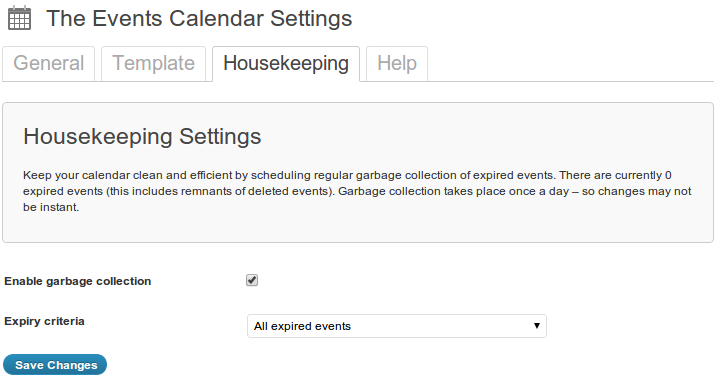 The Events Calendar Settings
General Template Housekeeping Help
Housekeeping Settings
Keep your calendar clean and efficient by scheduling regular garbage collection of expired events. There are currently 0
expired events (this includes remnants of deleted events). Garbage collection takes place once a day – so changes may not
be instant.
Enable garbage collection
Expiry criteria All expired events
Save Changes